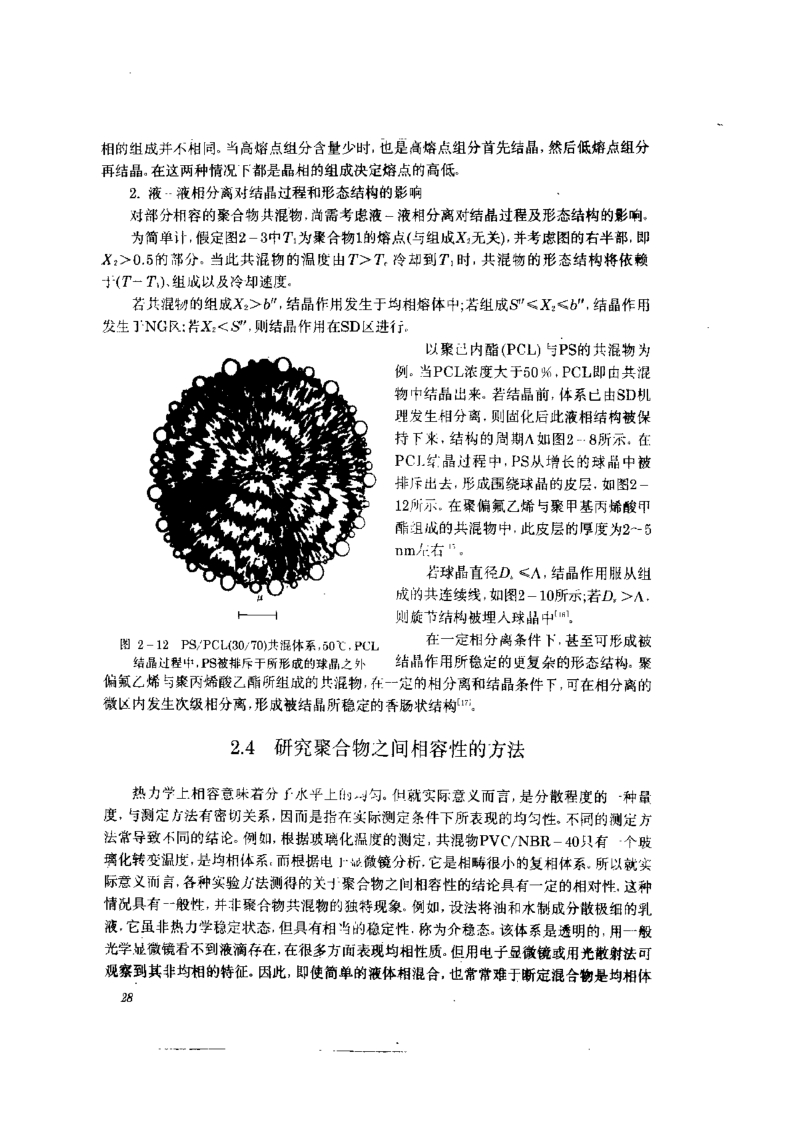 相的组成并不相同。当高熔点组分含量少时,也是高熔点组分首先结晶,然后低熔点组分
再结晶。在这两种情况下都是晶相的组成决定熔点的高低。
2. 液-液相分离对结晶过程和形态结构的影响
对部分相容的聚合物共混物,尚需考虑液-液相分离对结晶过程及形态结构的影响。
为简单计,假定图2-3中T₁为聚合物1的熔点(与组成X₂无关),并考虑图的右半部,即
X₂>0.5的部分。当此共混物的温度由T>Tc冷却到T₁时,共混物的形态结构将依赖
于(T-T₁)、组成以及冷却速度。
若共混物的组成X₂>b″,结晶作用发生于均相熔体中;若组成S″≤X₂≤b″,结晶作用
发生于NG区;若X₂<S″,则结晶作用在SD区进行。
以聚己内酯(PCL)与PS的共混物为
例。当PCL浓度大于50%,PCL即由共混
物中结晶出来。若结晶前,体系已由SD机
理发生相分离,则固化后此液相结构被保
持下来,结构的周期Λ如图2-8所示。在
PCL结晶过程中,PS从增长的球晶中被
排斥出去,形成围绕球晶的皮层,如图2-
12所示。在聚偏氟乙烯与聚甲基丙烯酸甲
酯组成的共混物中,此皮层的厚度为2~5
nm左右。
若球晶直径Ds≤Λ,结晶作用服从组
成的共连续线,如图2-10所示;若Ds>Λ,
则旋节结构被埋入球晶中[16]。
μ
图 2-12 PS/PCL(30/70)共混体系,50℃,PCL
结晶过程中,PS被排斥于所形成的球晶之外
在一定相分离条件下,甚至可形成被
结晶作用所稳定的更复杂的形态结构。聚
偏氟乙烯与聚丙烯酸乙酯所组成的共混物,在一定的相分离和结晶条件下,可在相分离的
微区内发生次级相分离,形成被结晶所稳定的香肠状结构[17]。
2.4 研究聚合物之间相容性的方法
热力学上相容意味着分子水平上的均匀。但就实际意义而言,是分散程度的一种量
度,与测定方法有密切关系,因而是指在实际测定条件下所表现的均匀性。不同的测定方
法常导致不同的结论。例如,根据玻璃化温度的测定,共混物PVC/NBR-40只有一个玻
璃化转变温度,是均相体系,而根据电子显微镜分析,它是相畴很小的复相体系。所以就实
际意义而言,各种实验方法测得的关于聚合物之间相容性的结论具有一定的相对性。这种
情况具有一般性,并非聚合物共混物的独特现象。例如,设法将油和水制成分散极细的乳
液,它虽非热力学稳定状态,但具有相当的稳定性,称为介稳态。该体系是透明的,用一般
光学显微镜看不到液滴存在,在很多方面表现均相性质。但用电子显微镜或用光散射法可
观察到其非均相的特征。因此,即使简单的液体相混合,也常常难于断定混合物是均相体
28